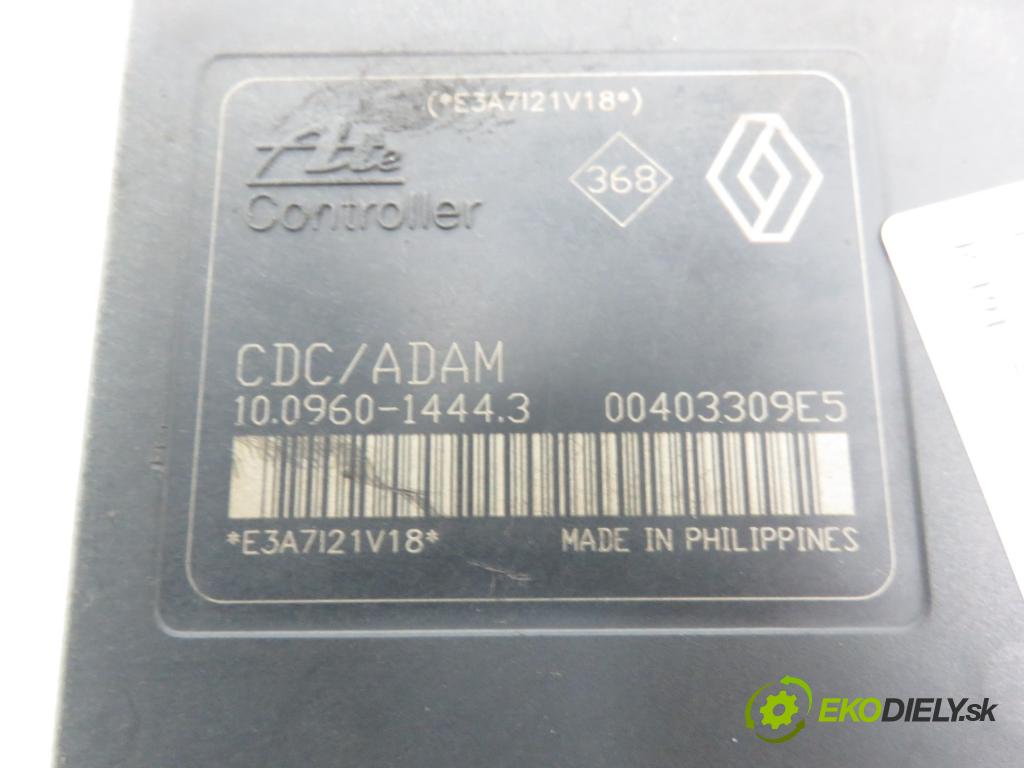 (*E3A7I21V18*)
Ate
Controller
368
CDC/ADAM
10.0960-1444.3 00403309E5
*E3A7I21V18* MADE IN PHILIPPINES
EKODIELY.sk